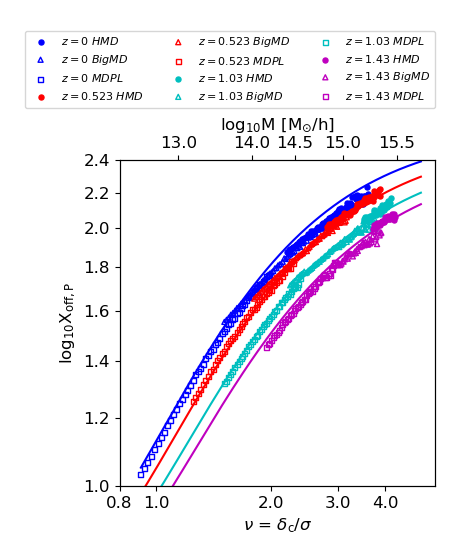 z = 0 HMD
z = 0 BigMD
z = 0 MDPL
z = 0.523 HMD
z = 0.523 BigMD
z = 0.523 MDPL
z = 1.03 HMD
z = 1.03 BigMD
z = 1.03 MDPL
z = 1.43 HMD
z = 1.43 BigMD
z = 1.43 MDPL
log₁₀M [M⊙/h]
13.0 14.0 14.5 15.0 15.5
2.4
2.2
2.0
1.8
1.6
1.4
1.2
1.0
log₁₀X_off,P
0.8 1.0 2.0 3.0 4.0
ν = δ_c/σ